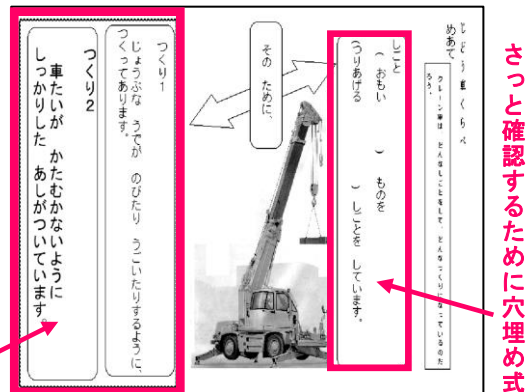 さっと確認するために穴埋め式
じどう車くらべ
めあて
クレーン車は どんなしごとをして、どんなつくりになっているのだ
ろう。
しごと
( おもい ) ものを
(つりあげる ) しごとを しています。
その ために、
つくり1
じょうぶな うでが のびたり うごいたりするように、
つくってあります。
つくり2
車たいが かたむかないように
しっかりした あしがついています。